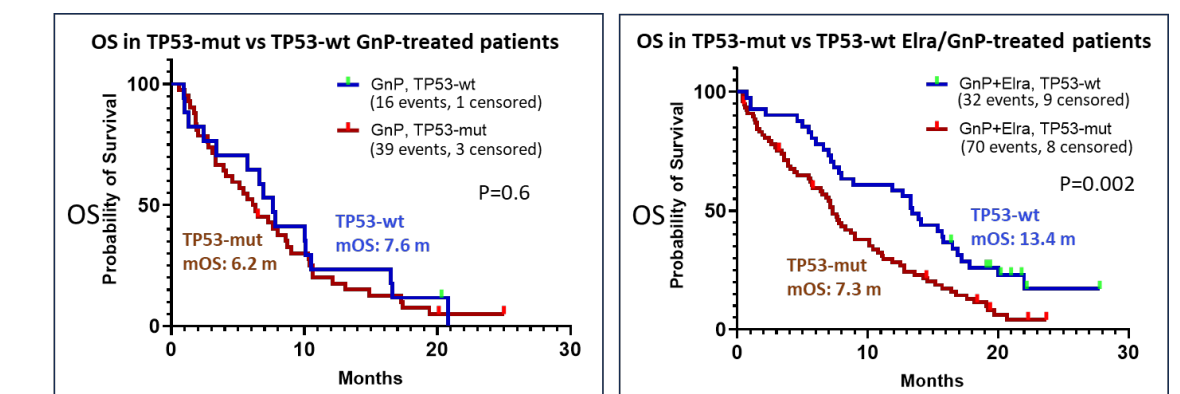 OS in TP53-mut vs TP53-wt GnP-treated patients
GnP, TP53-wt
(16 events, 1 censored)
GnP, TP53-mut
(39 events, 3 censored)
P=0.6
TP53-wt
mOS: 7.6 m
TP53-mut
mOS: 6.2 m
OS
Probability of Survival
100
50
0
0 10 20 30
Months
OS in TP53-mut vs TP53-wt Elra/GnP-treated patients
GnP+Elra, TP53-wt
(32 events, 9 censored)
GnP+Elra, TP53-mut
(70 events, 8 censored)
P=0.002
TP53-wt
mOS: 13.4 m
TP53-mut
mOS: 7.3 m
OS
Probability of Survival
100
50
0
0 10 20 30
Months